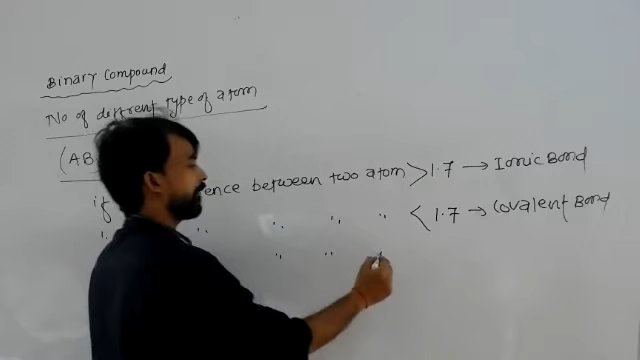 Binary Compound
No of different type of atom
(AB
if ence between two atom > 1.7 → Ionic Bond
" " " " " < 1.7 → Covalent Bond
" " "